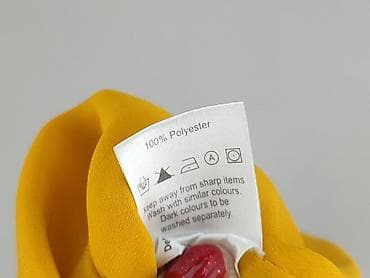 100% Polyester
A
keep away from sharp items
Wash with similar colours.
Dark colours to be
washed separately.